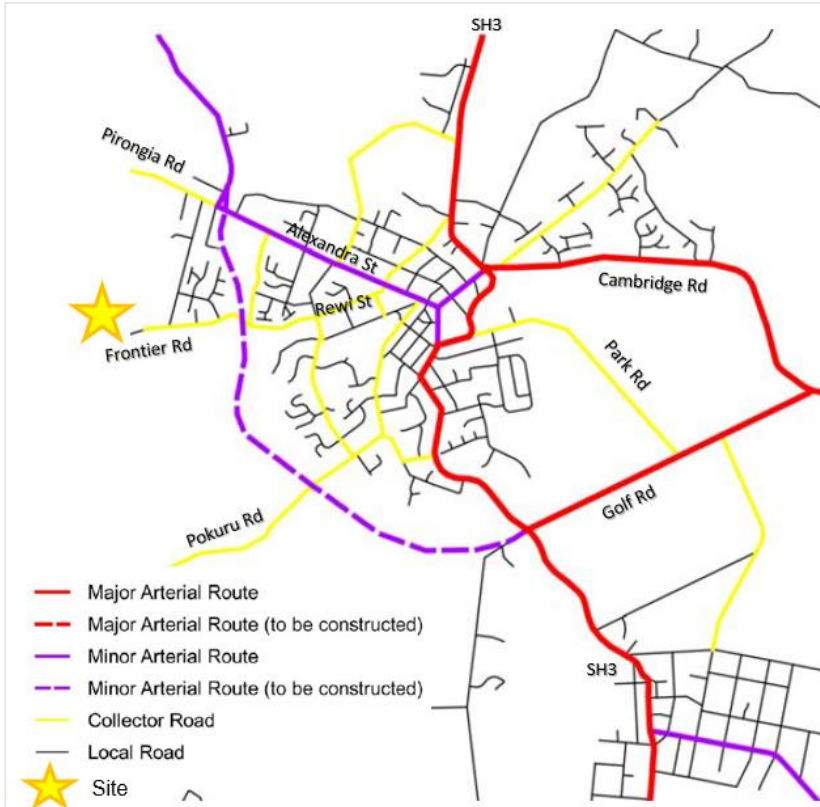 SH3
Pirongia Rd
Alexandra St
Cambridge Rd
Rewi St
Frontier Rd
Park Rd
Golf Rd
Pokuru Rd
Major Arterial Route
Major Arterial Route (to be constructed)
Minor Arterial Route
SH3
Minor Arterial Route (to be constructed)
Collector Road
Local Road
Site